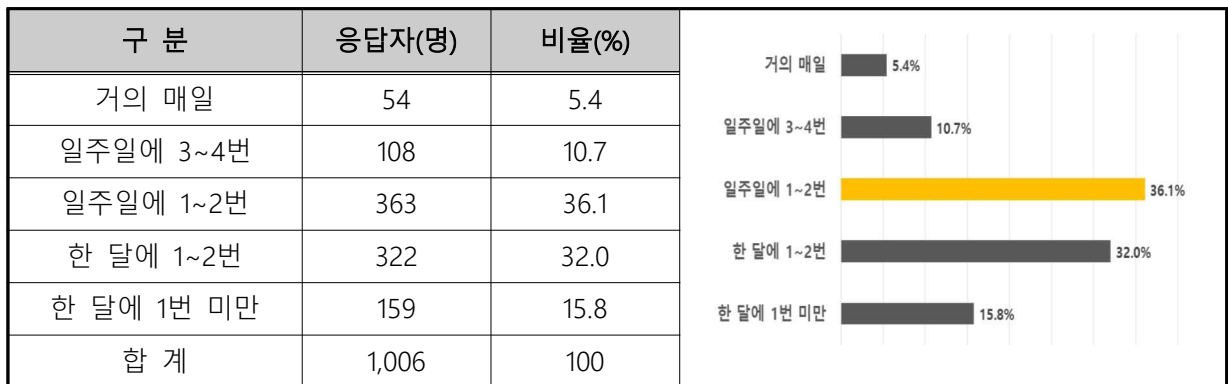 구 분 응답자(명) 비율(%)
거의 매일 54 5.4
일주일에 3~4번 108 10.7
일주일에 1~2번 363 36.1
한 달에 1~2번 322 32.0
한 달에 1번 미만 159 15.8
합 계 1,006 100
거의 매일 5.4%
일주일에 3~4번 10.7%
일주일에 1~2번 36.1%
한 달에 1~2번 32.0%
한 달에 1번 미만 15.8%